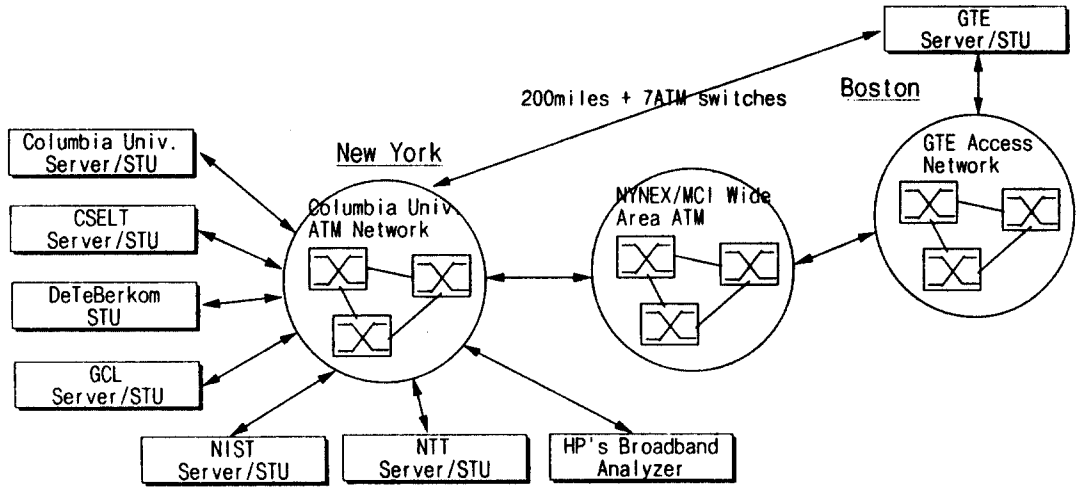 GTE
Server/STU
Boston
200miles + 7ATM switches
Columbia Univ.
Server/STU
New York
GTE Access
Network
CSELT
Server/STU
Columbia Univ.
ATM Network
NYNEX/MCI Wide
Area ATM
DeTeBerkom
STU
GCL
Server/STU
NIST
Server/STU
NTT
Server/STU
HP's Broadband
Analyzer